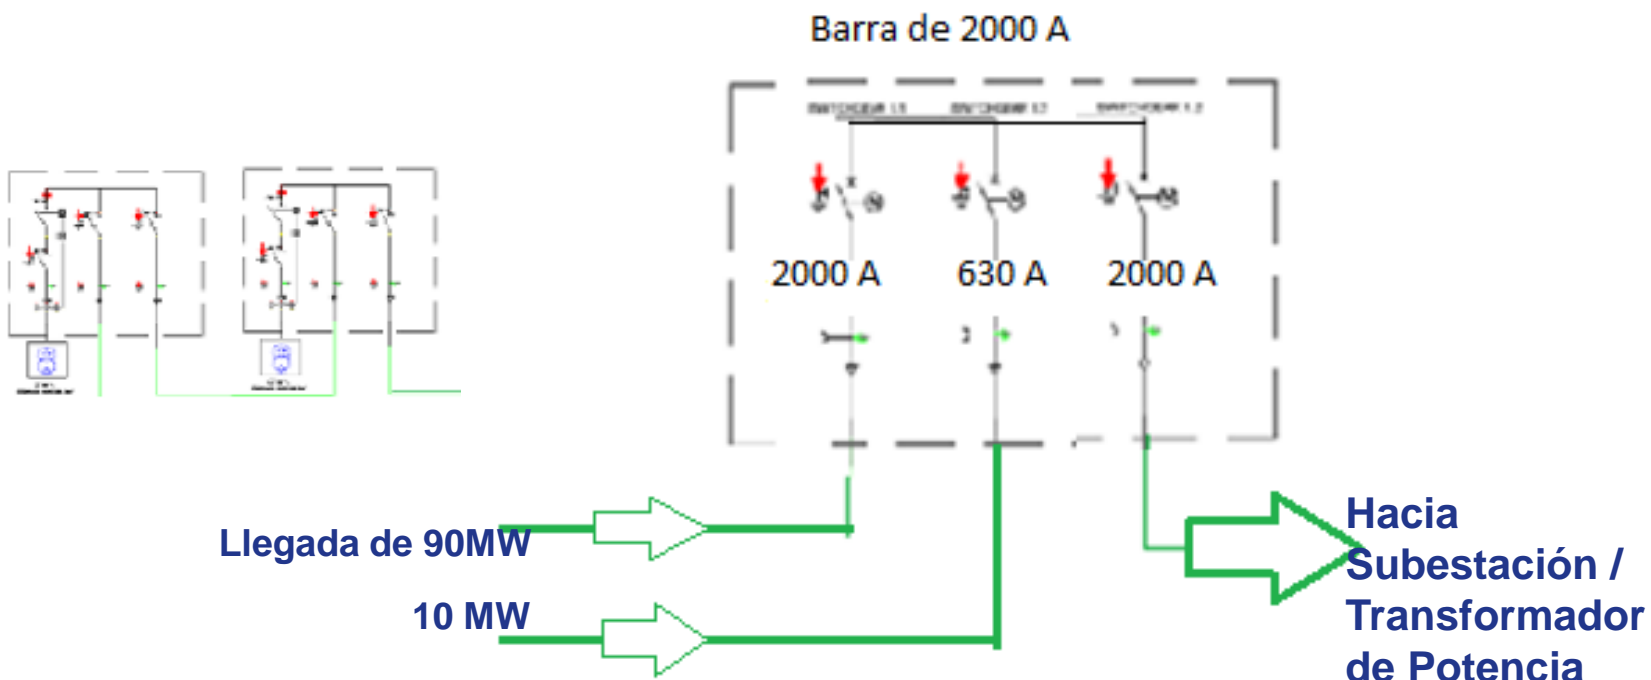 Barra de 2000 A
2000 A
630 A
2000 A
Llegada de 90MW
10 MW
Hacia
Subestación /
Transformador
de Potencia